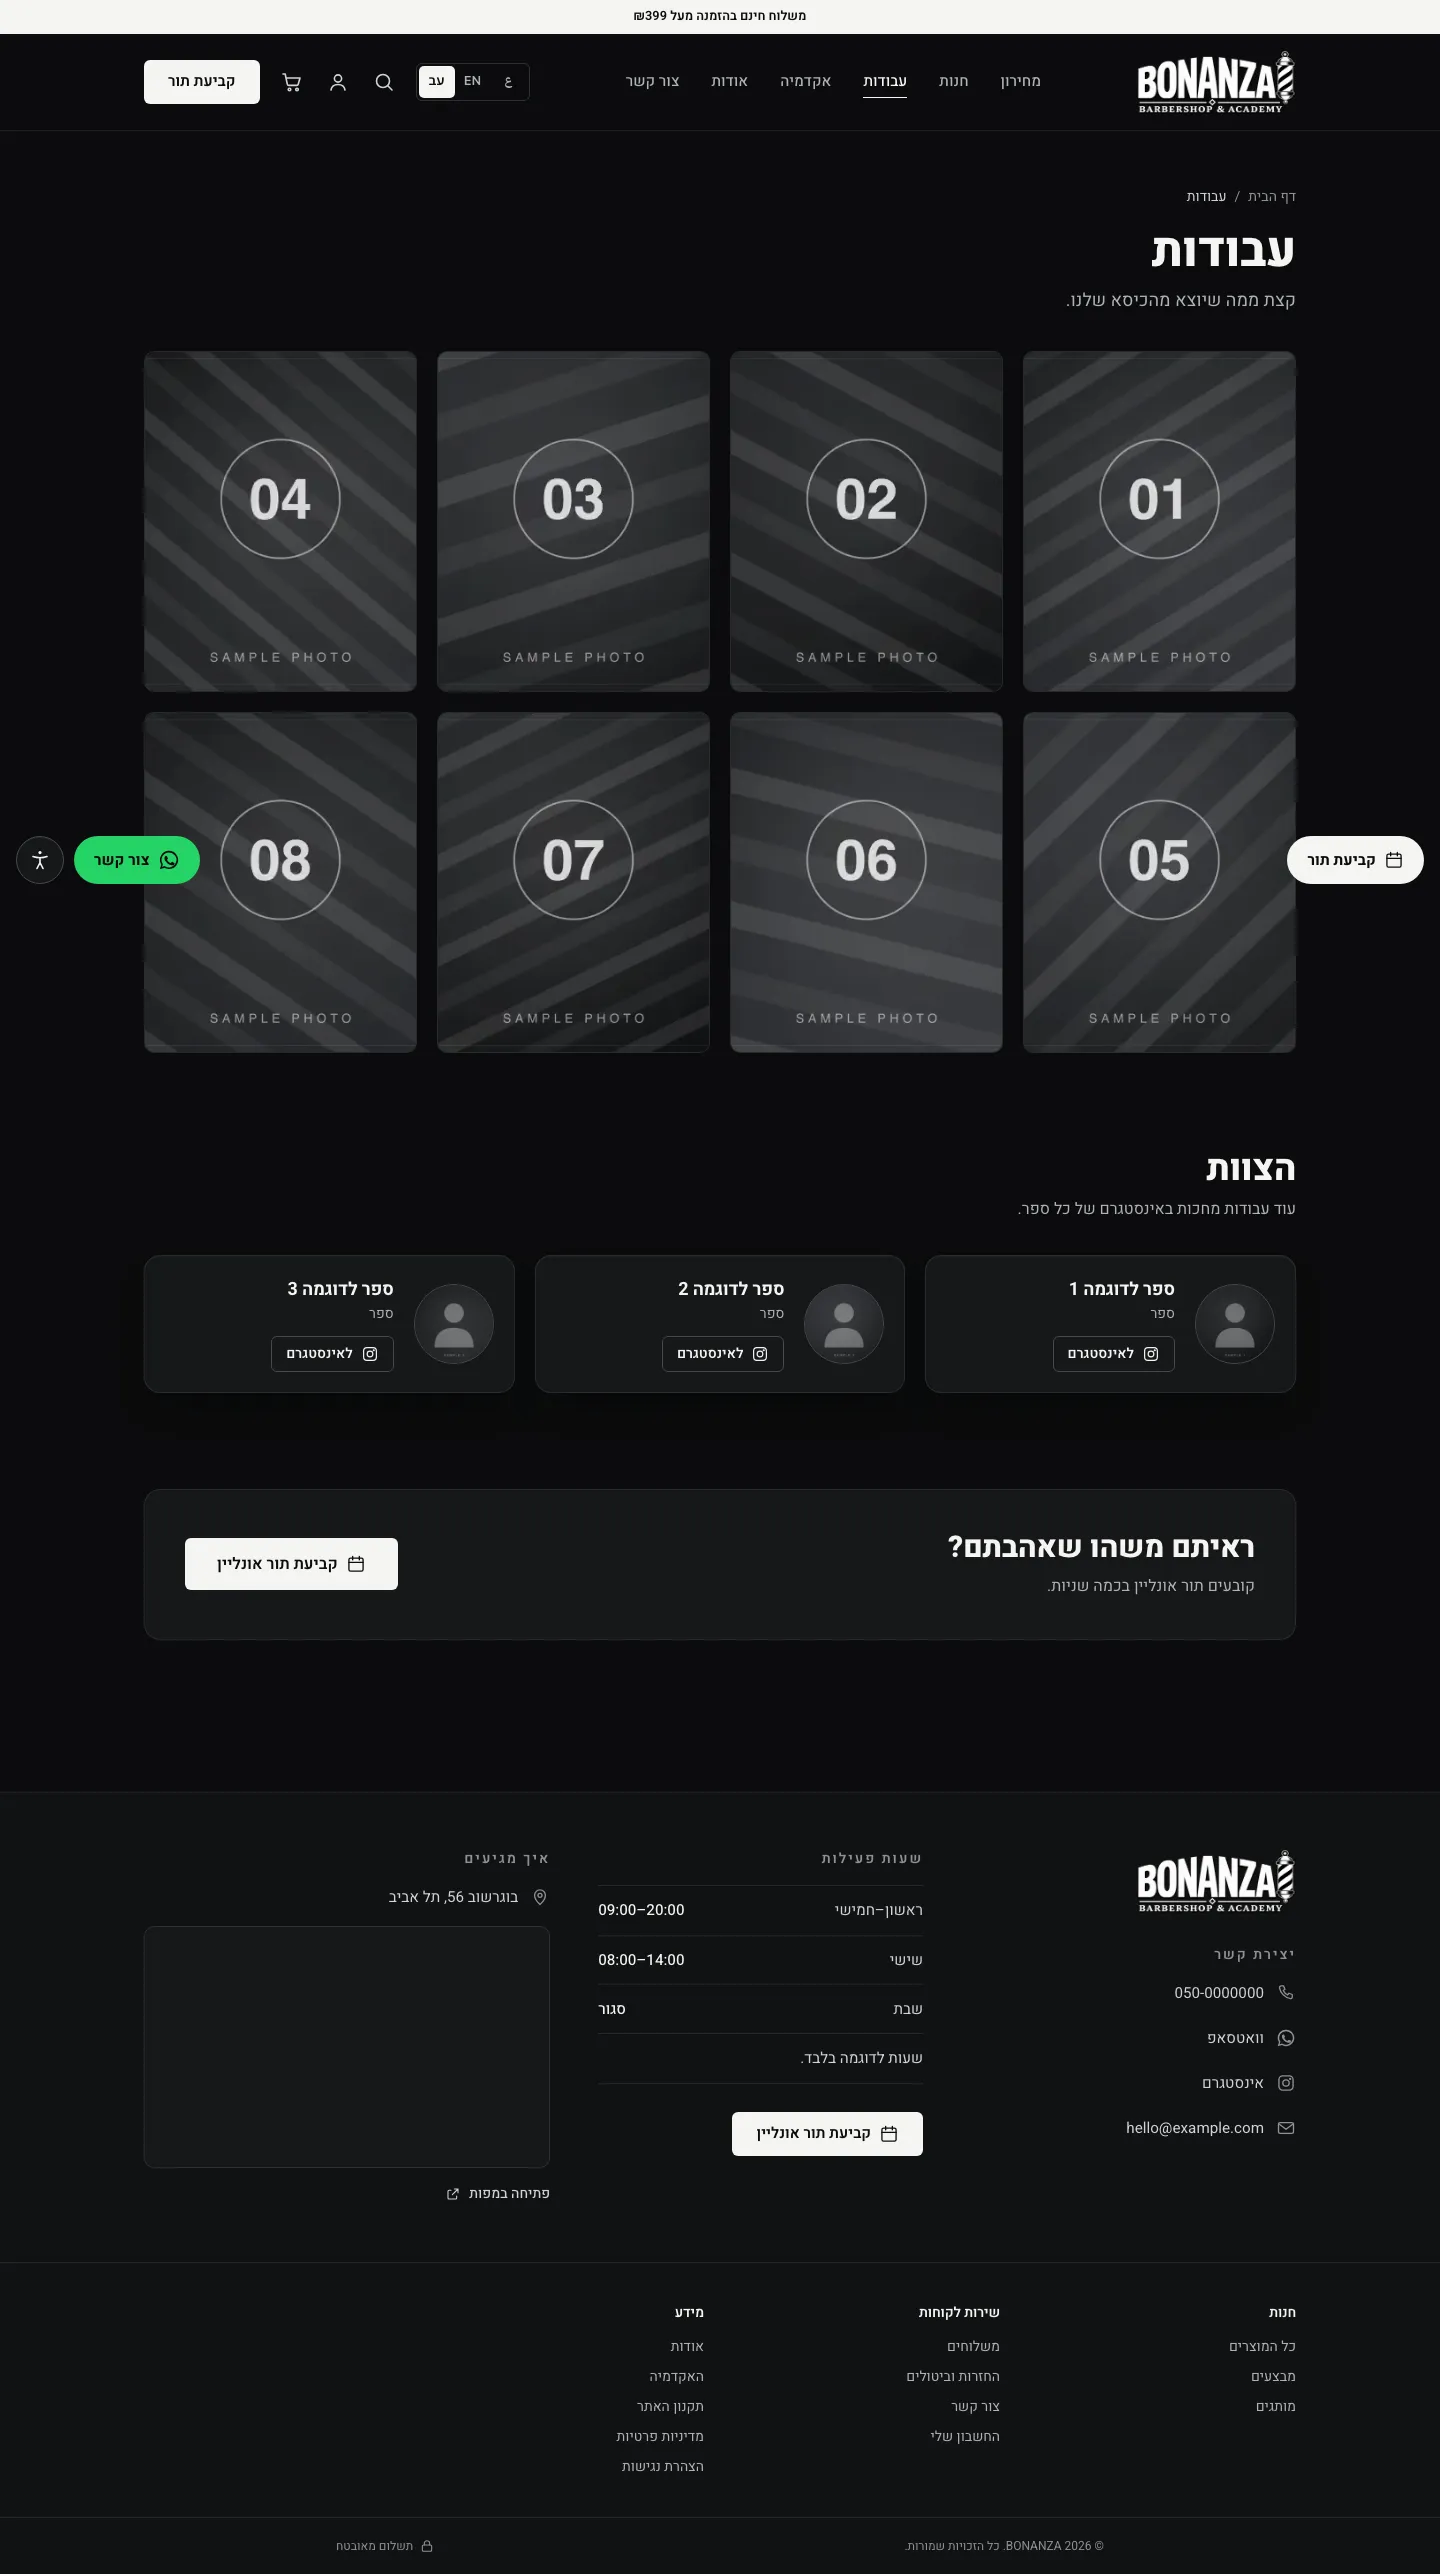 משלוח חינם בהזמנה מעל 399₪
BONANZA
BARBERSHOP & ACADEMY
מחירון
חנות
עבודות
אקדמיה
אודות
צור קשר
ع
EN
עב
קביעת תור
דף הבית / עבודות
עבודות
קצת ממה שיוצא מהכיסא שלנו.
01
SAMPLE PHOTO
02
SAMPLE PHOTO
03
SAMPLE PHOTO
04
SAMPLE PHOTO
05
SAMPLE PHOTO
06
SAMPLE PHOTO
07
SAMPLE PHOTO
08
SAMPLE PHOTO
קביעת תור
צור קשר
הצוות
עוד עבודות מחכות באינסטגרם של כל ספר.
ספר לדוגמה 1
ספר
לאינסטגרם
ספר לדוגמה 2
ספר
לאינסטגרם
ספר לדוגמה 3
ספר
לאינסטגרם
ראיתם משהו שאהבתם?
קובעים תור אונליין בכמה שניות.
קביעת תור אונליין
BONANZA
BARBERSHOP & ACADEMY
יצירת קשר
050-0000000
וואטסאפ
אינסטגרם
hello@example.com
שעות פעילות
ראשון–חמישי 09:00–20:00
שישי 08:00–14:00
שבת סגור
שעות לדוגמה בלבד.
קביעת תור אונליין
איך מגיעים
בוגרשוב 56, תל אביב
פתיחה במפות
חנות
כל המוצרים
מבצעים
מותגים
שירות לקוחות
משלוחים
החזרות וביטולים
צור קשר
החשבון שלי
מידע
אודות
האקדמיה
תקנון האתר
מדיניות פרטיות
הצהרת נגישות
© 2026 BONANZA. כל הזכויות שמורות.
תשלום מאובטח